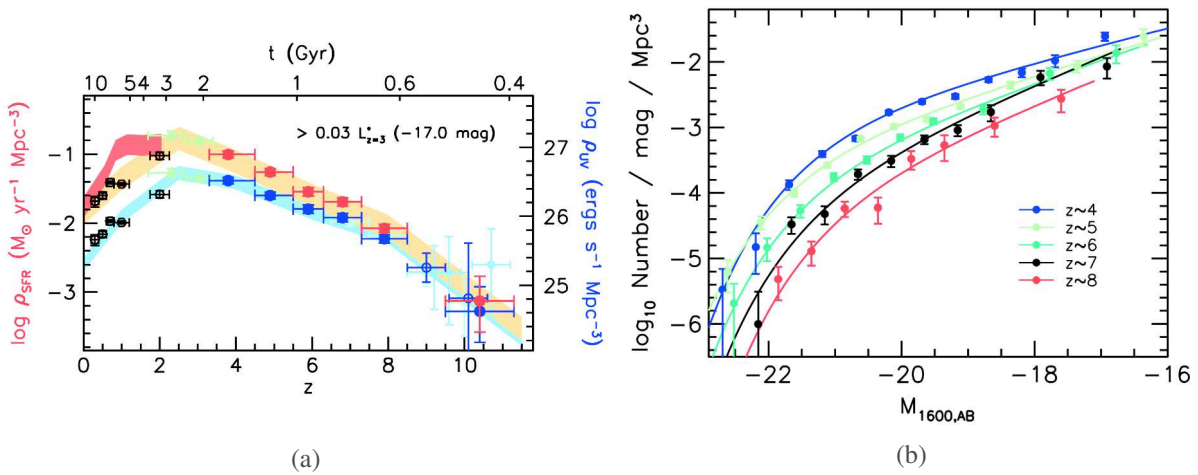 t (Gyr)
10 5 4 3 2 1 0.6 0.4
> 0.03 L*z=3 (−17.0 mag)
log ρSFR (M⊙ yr−1 Mpc−3)
−1
−2
−3
27
26
25
log ρUV (ergs s−1 Mpc−3)
0 2 4 6 8 10
z
(a)
log10 Number / mag / Mpc3
−2
−3
−4
−5
−6
z~4
z~5
z~6
z~7
z~8
−22 −20 −18 −16
M1600,AB
(b)